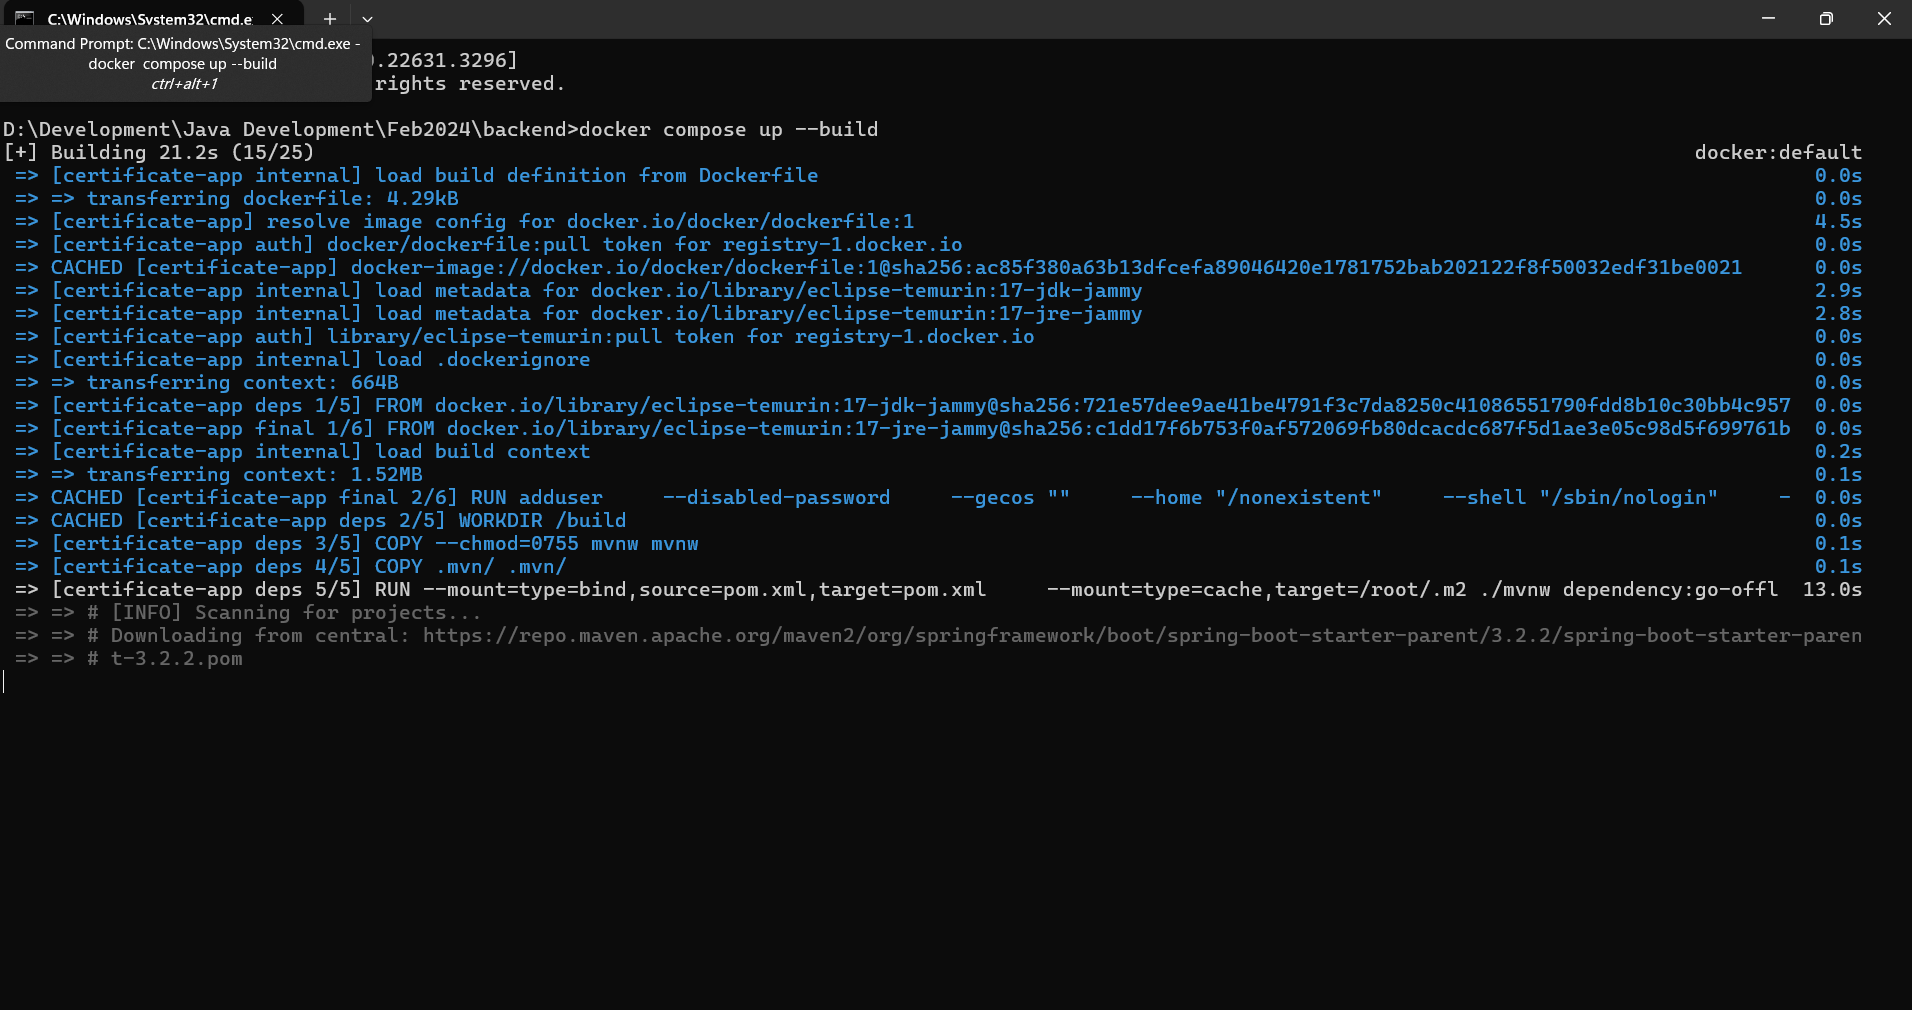 C:\Windows\System32\cmd.e
Command Prompt: C:\Windows\System32\cmd.exe -
docker compose up --build
ctrl+alt+1
.22631.3296]
rights reserved.
D:\Development\Java Development\Feb2024\backend>docker compose up --build
[+] Building 21.2s (15/25) docker:default
=> [certificate-app internal] load build definition from Dockerfile 0.0s
=> => transferring dockerfile: 4.29kB 0.0s
=> [certificate-app] resolve image config for docker.io/docker/dockerfile:1 4.5s
=> [certificate-app auth] docker/dockerfile:pull token for registry-1.docker.io 0.0s
=> CACHED [certificate-app] docker-image://docker.io/docker/dockerfile:1@sha256:ac85f380a63b13dfcefa89046420e1781752bab202122f8f50032edf31be0021 0.0s
=> [certificate-app internal] load metadata for docker.io/library/eclipse-temurin:17-jdk-jammy 2.9s
=> [certificate-app internal] load metadata for docker.io/library/eclipse-temurin:17-jre-jammy 2.8s
=> [certificate-app auth] library/eclipse-temurin:pull token for registry-1.docker.io 0.0s
=> [certificate-app internal] load .dockerignore 0.0s
=> => transferring context: 664B 0.0s
=> [certificate-app deps 1/5] FROM docker.io/library/eclipse-temurin:17-jdk-jammy@sha256:721e57dee9ae41be4791f3c7da8250c41086551790fdd8b10c30bb4c957 0.0s
=> [certificate-app final 1/6] FROM docker.io/library/eclipse-temurin:17-jre-jammy@sha256:c1dd17f6b753f0af572069fb80dcacdc687f5d1ae3e05c98d5f699761b 0.0s
=> [certificate-app internal] load build context 0.2s
=> => transferring context: 1.52MB 0.1s
=> CACHED [certificate-app final 2/6] RUN adduser --disabled-password --gecos "" --home "/nonexistent" --shell "/sbin/nologin" - 0.0s
=> CACHED [certificate-app deps 2/5] WORKDIR /build 0.0s
=> [certificate-app deps 3/5] COPY --chmod=0755 mvnw mvnw 0.1s
=> [certificate-app deps 4/5] COPY .mvn/ .mvn/ 0.1s
=> [certificate-app deps 5/5] RUN --mount=type=bind,source=pom.xml,target=pom.xml --mount=type=cache,target=/root/.m2 ./mvnw dependency:go-offl 13.0s
=> => # [INFO] Scanning for projects...
=> => # Downloading from central: https://repo.maven.apache.org/maven2/org/springframework/boot/spring-boot-starter-parent/3.2.2/spring-boot-starter-paren
=> => # t-3.2.2.pom